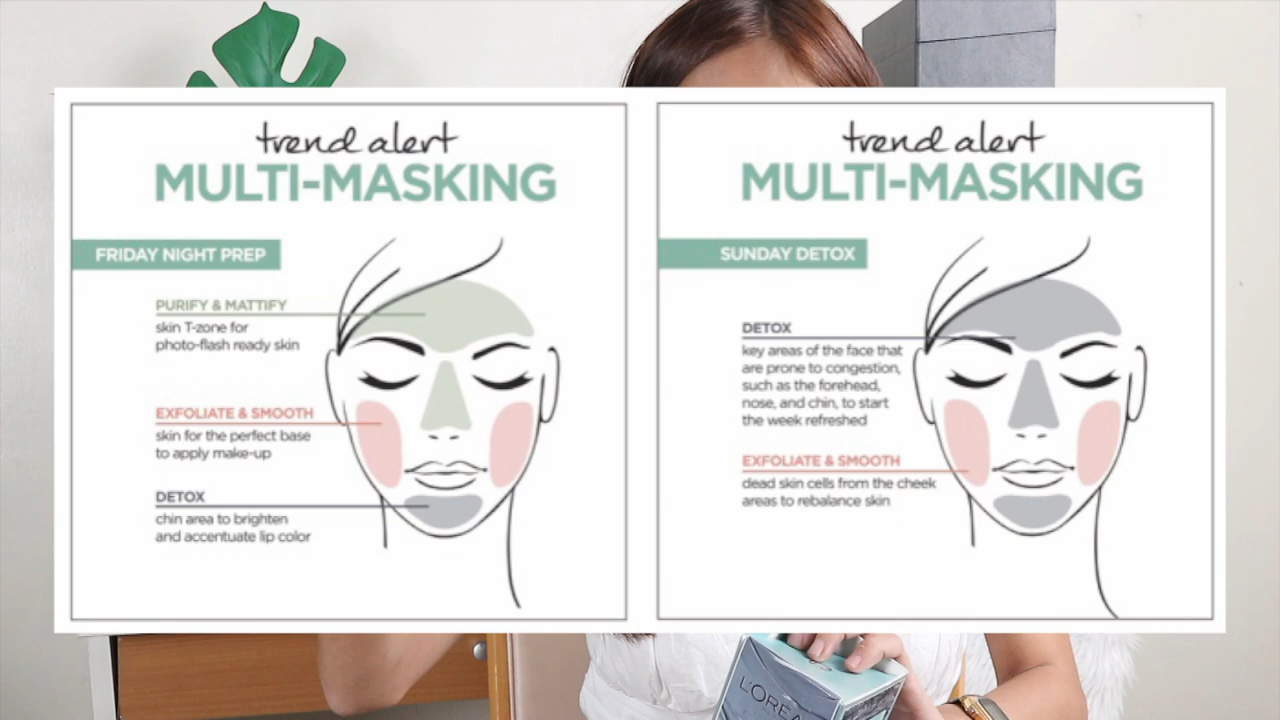 trend alert
MULTI-MASKING
FRIDAY NIGHT PREP
PURIFY & MATTIFY
skin T-zone for
photo-flash ready skin
EXFOLIATE & SMOOTH
skin for the perfect base
to apply make-up
DETOX
chin area to brighten
and accentuate lip color
trend alert
MULTI-MASKING
SUNDAY DETOX
DETOX
key areas of the face that
are prone to congestion,
such as the forehead,
nose, and chin, to start
the week refreshed
EXFOLIATE & SMOOTH
dead skin cells from the cheek
areas to rebalance skin
L'ORÉA